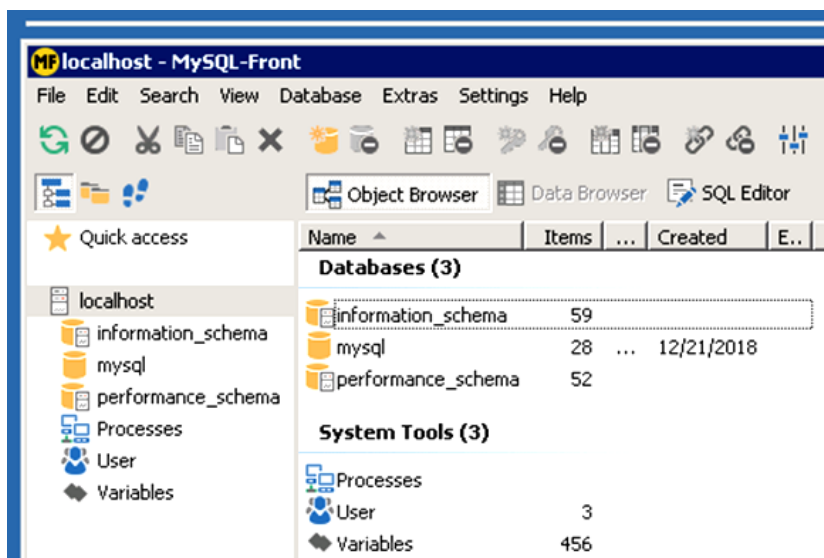 MF localhost - MySQL-Front
File Edit Search View Database Extras Settings Help
Object Browser Data Browser SQL Editor
Quick access
localhost
information_schema
mysql
performance_schema
Processes
User
Variables
Name Items ... Created E..
Databases (3)
information_schema 59
mysql 28 ... 12/21/2018
performance_schema 52
System Tools (3)
Processes
User 3
Variables 456